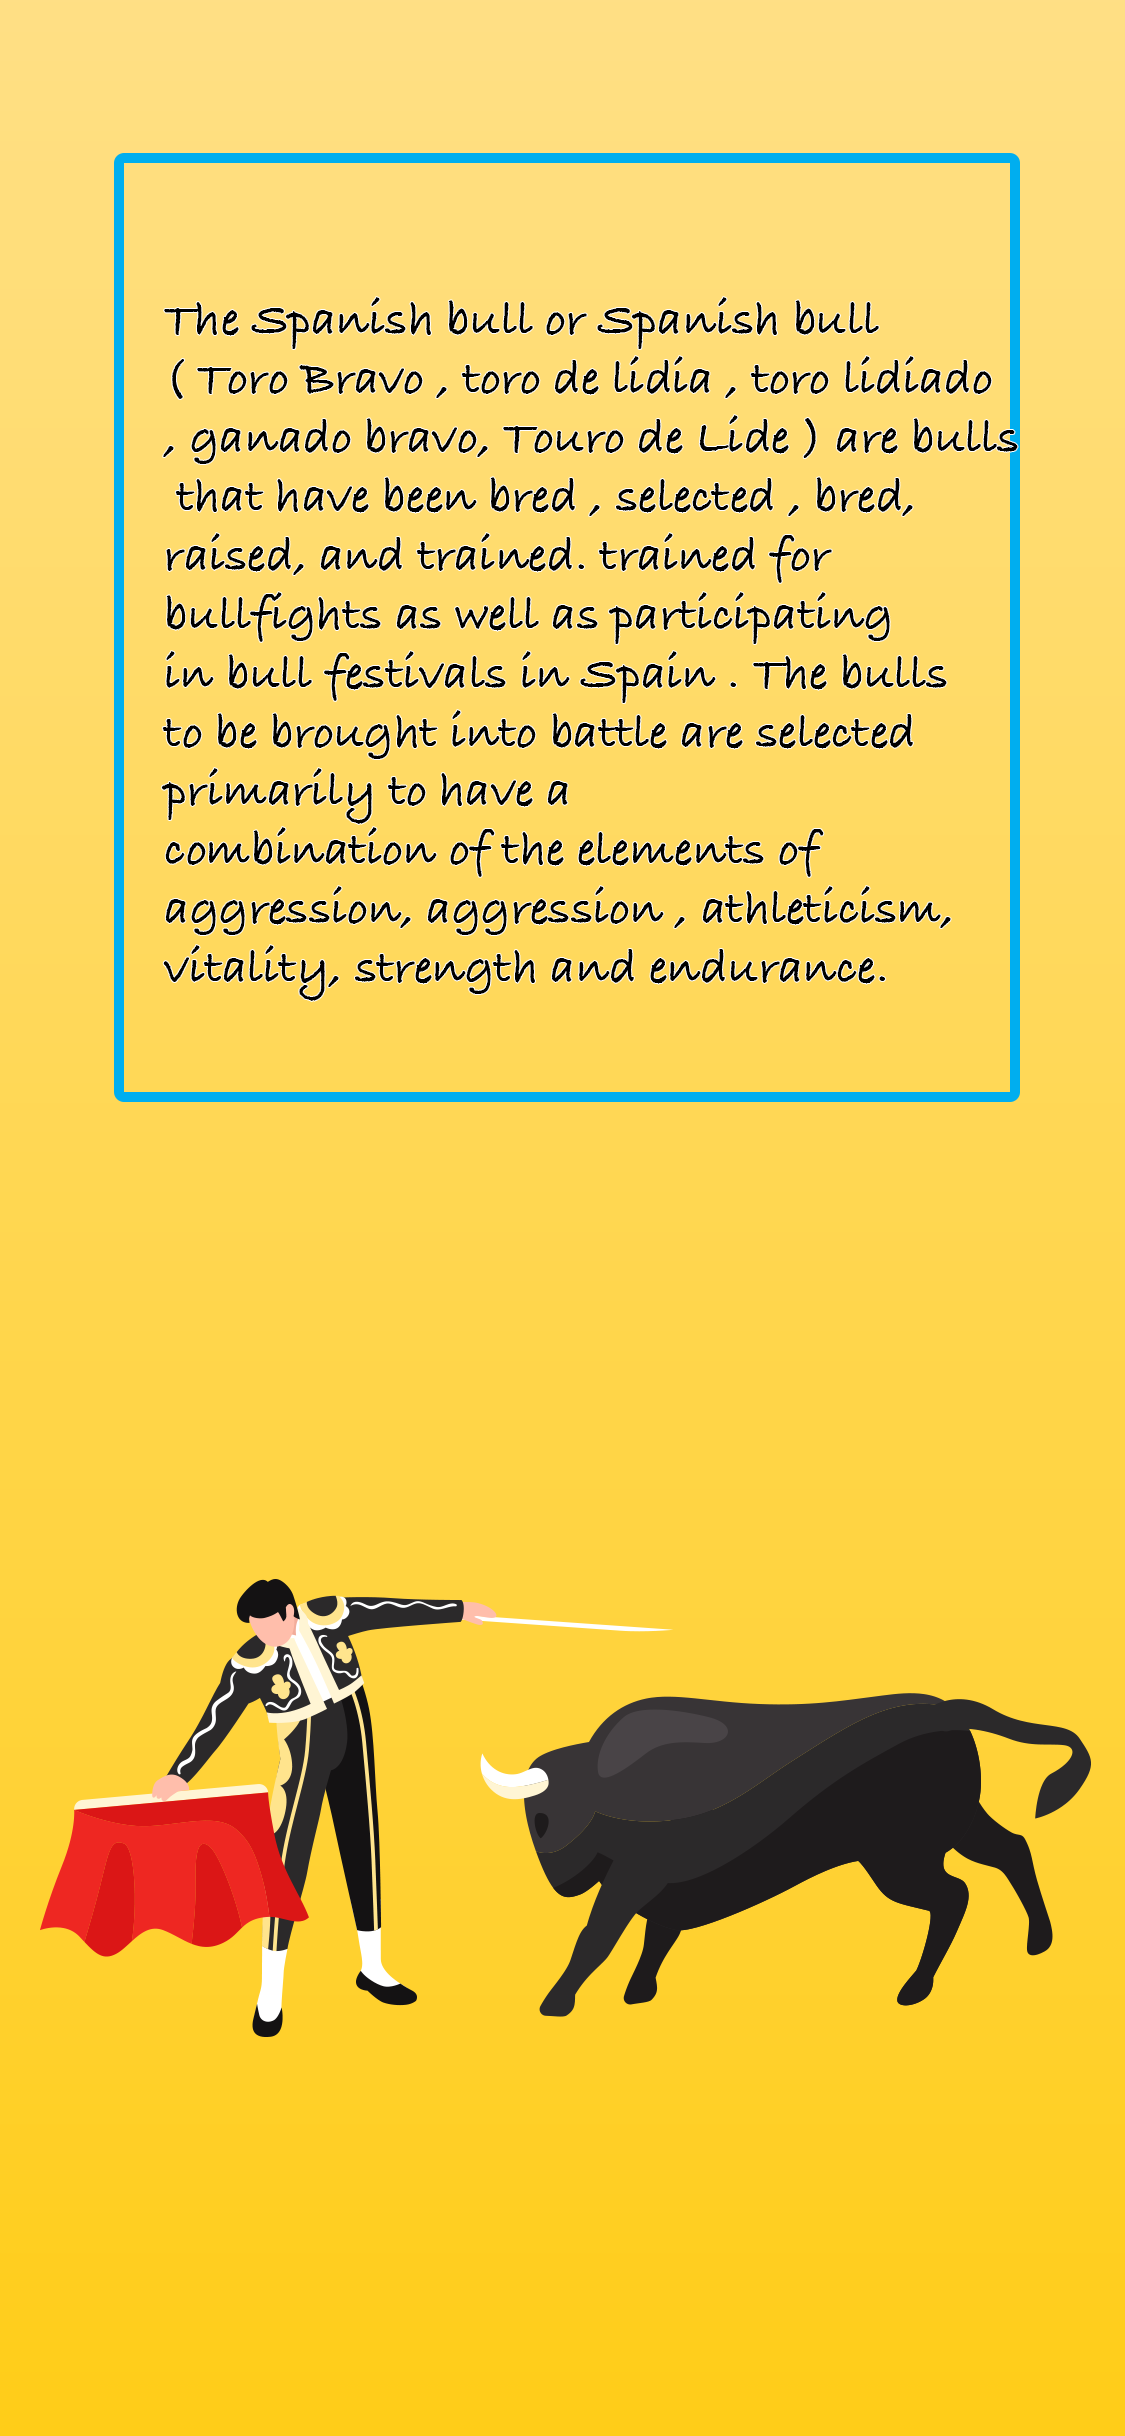 The Spanish bull or Spanish bull
( Toro Bravo , toro de lidia , toro lidiado
, ganado bravo, Touro de Lide ) are bulls
that have been bred , selected , bred,
raised, and trained. trained for
bullfights as well as participating
in bull festivals in Spain . The bulls
to be brought into battle are selected
primarily to have a
combination of the elements of
aggression, aggression , athleticism,
vitality, strength and endurance.